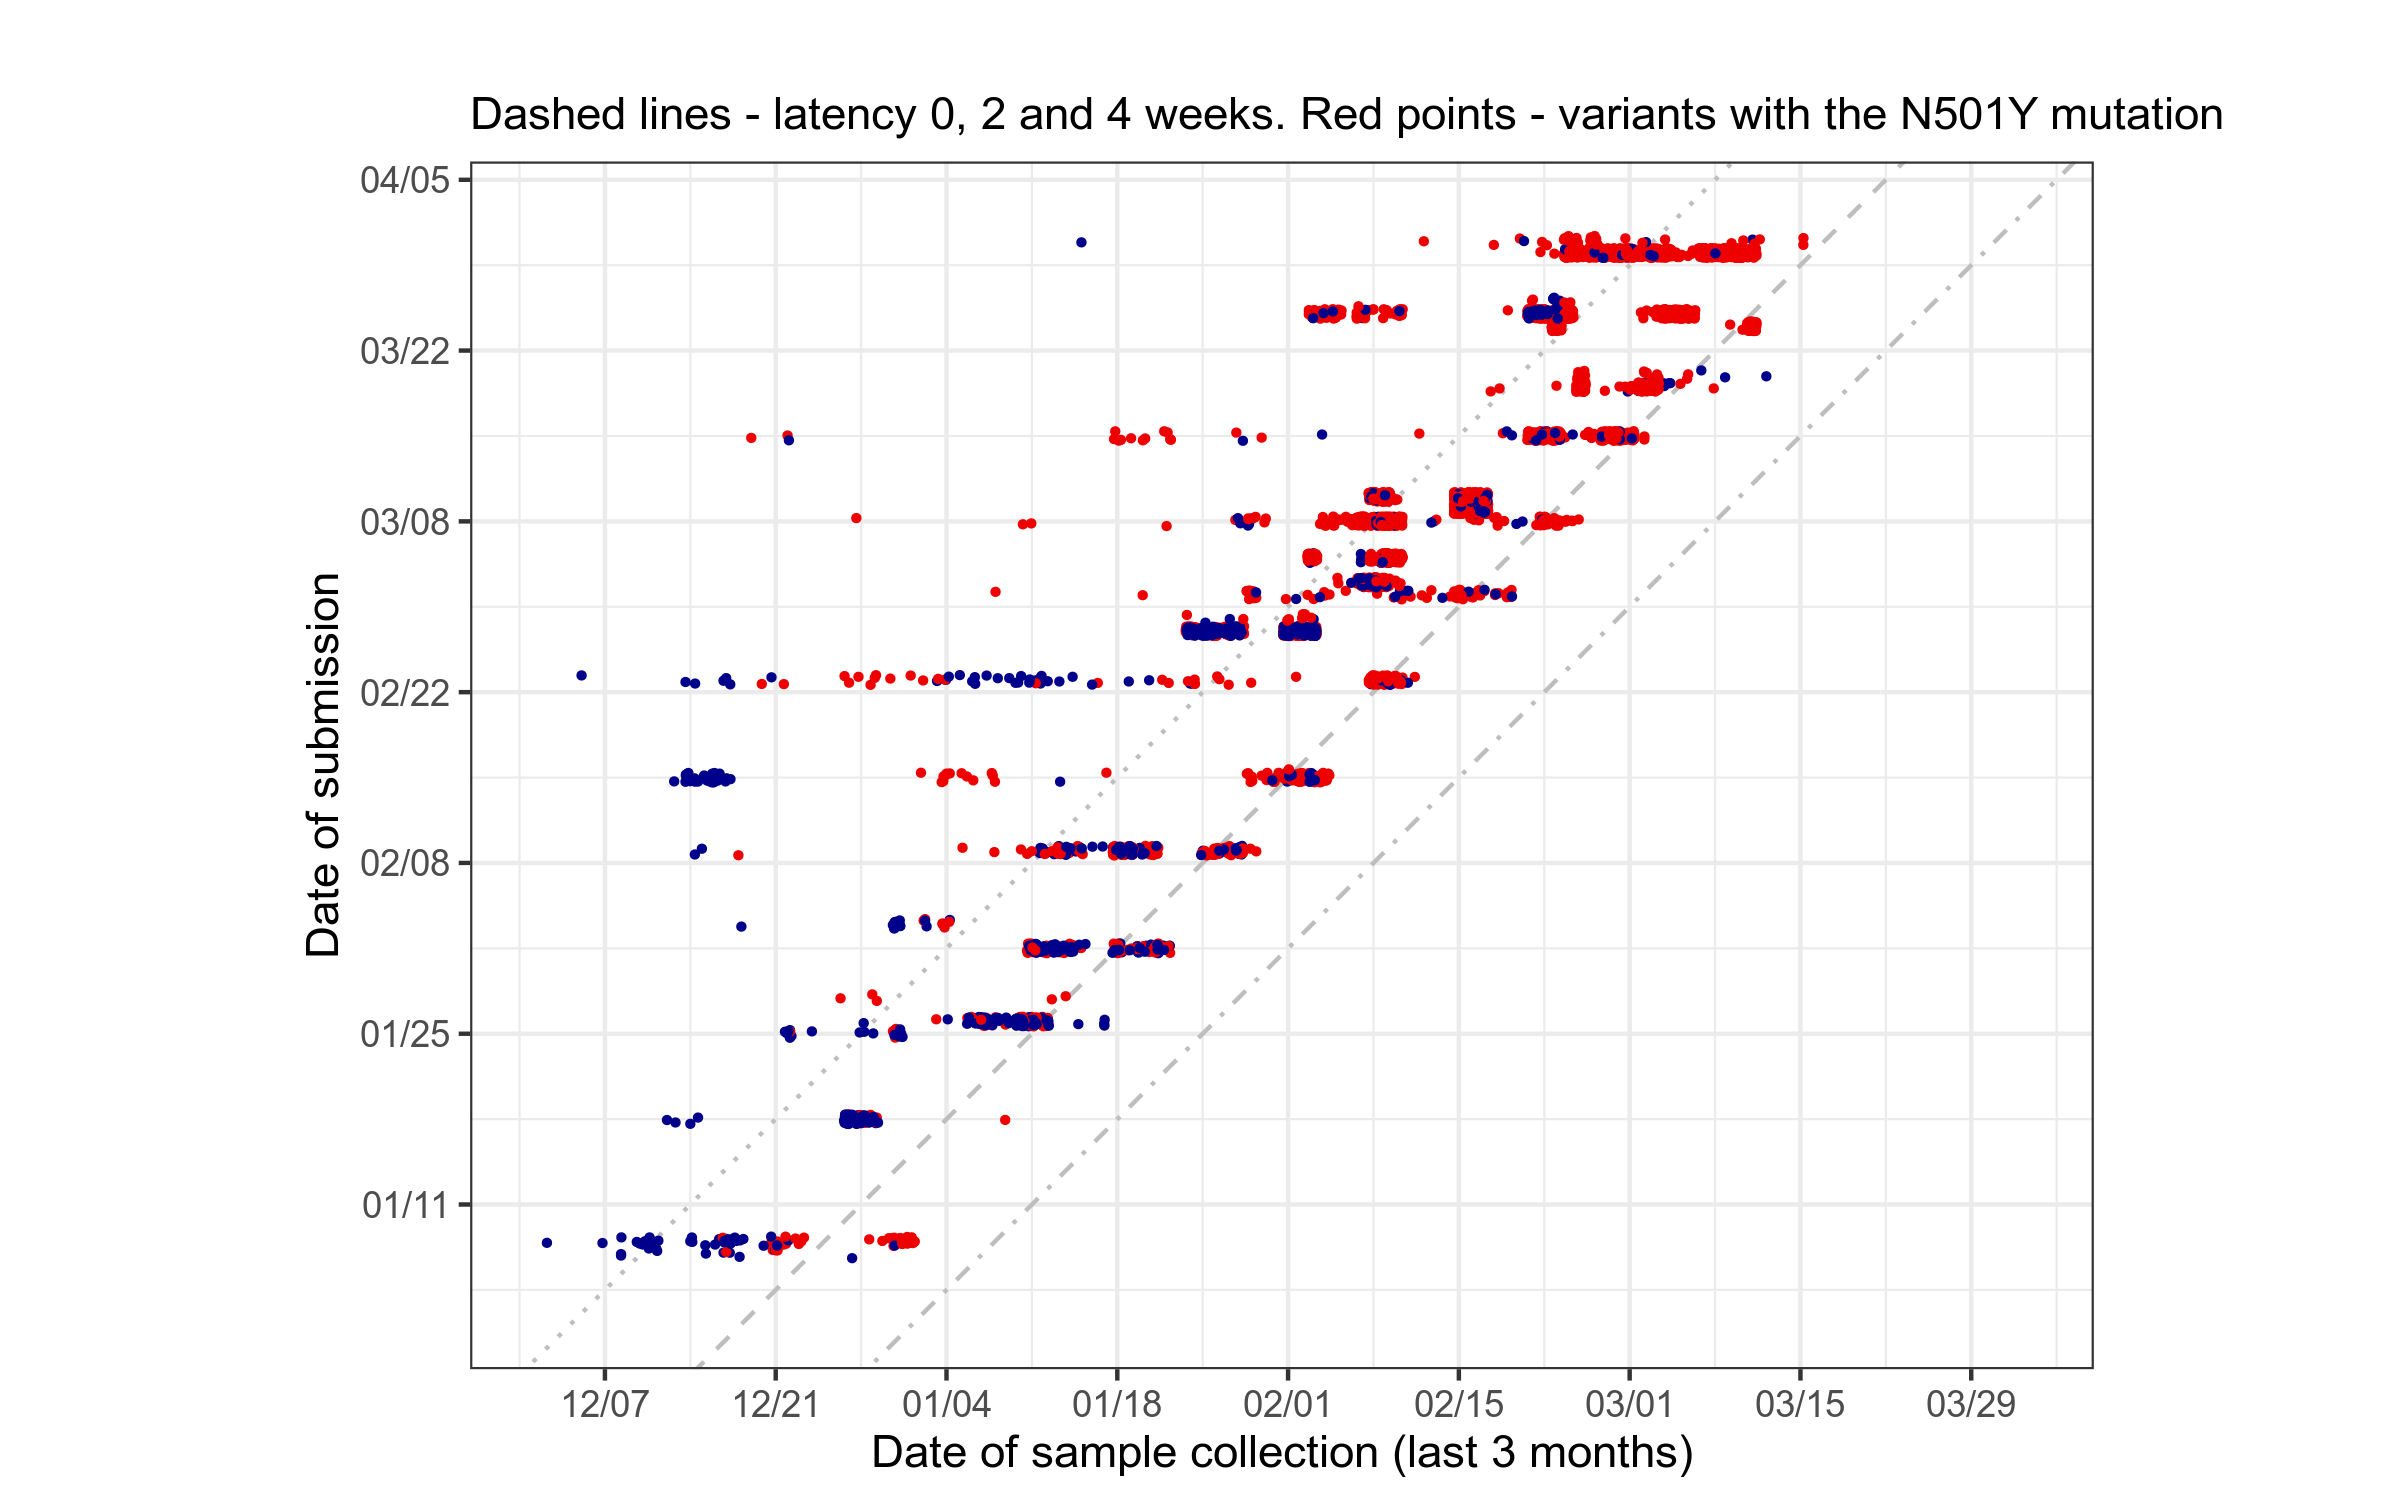 Dashed lines - latency 0, 2 and 4 weeks. Red points - variants with the N501Y mutation
04/05
03/22
03/08
02/22
02/08
01/25
01/11
Date of submission
12/07 12/21 01/04 01/18 02/01 02/15 03/01 03/15 03/29
Date of sample collection (last 3 months)